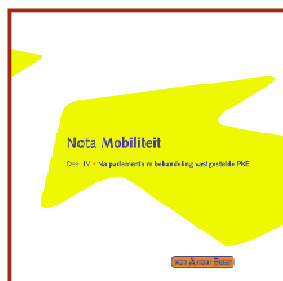 Nota Mobiliteit
Deel IV - Na parlementaire behandeling vastgestelde PKB